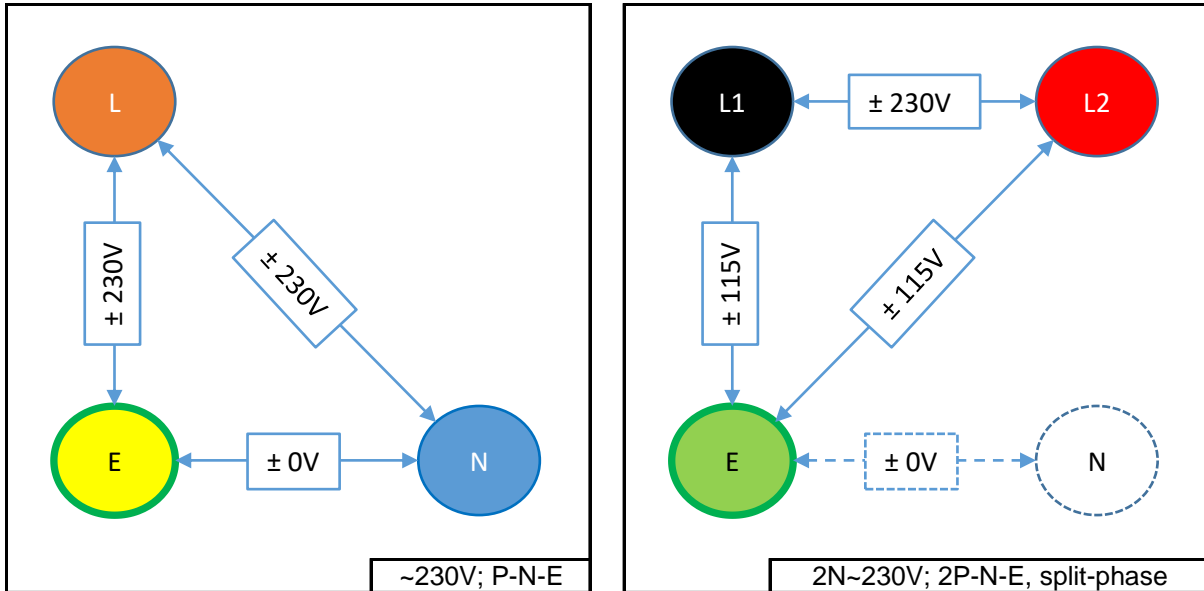 L
± 230V
± 230V
E
± 0V
N
~230V; P-N-E
L1
± 230V
L2
± 115V
± 115V
E
± 0V
N
2N~230V; 2P-N-E, split-phase